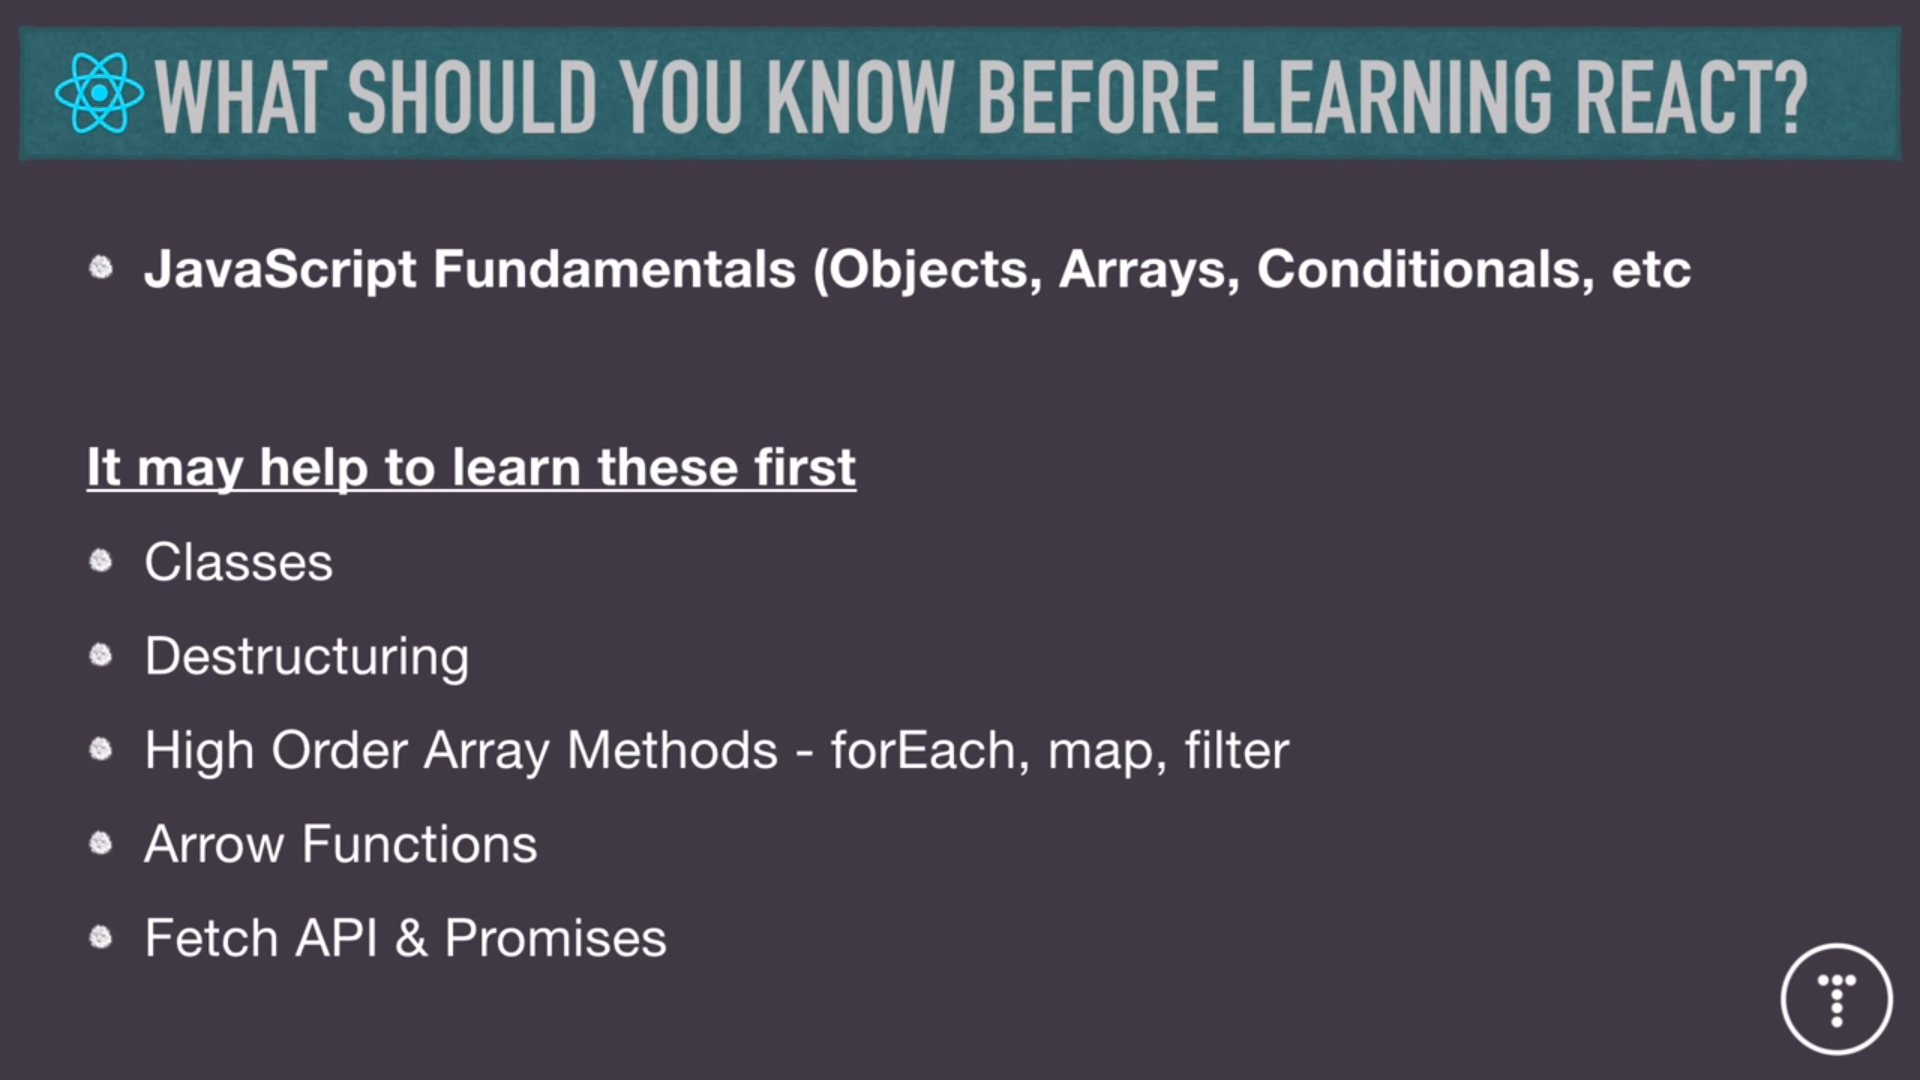 WHAT SHOULD YOU KNOW BEFORE LEARNING REACT?
JavaScript Fundamentals (Objects, Arrays, Conditionals, etc
It may help to learn these first
Classes
Destructuring
High Order Array Methods - forEach, map, filter
Arrow Functions
Fetch API & Promises
T